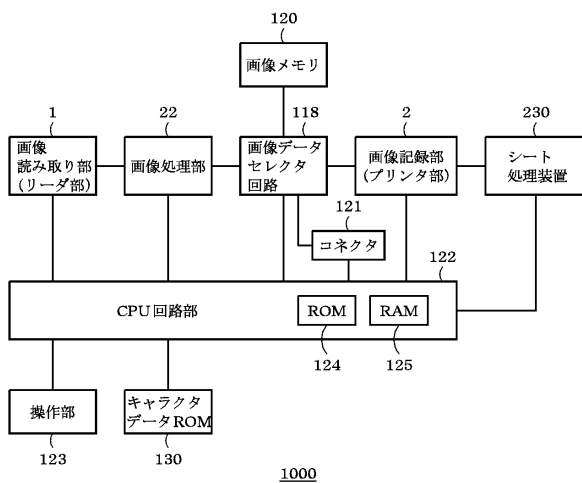 120
画像メモリ
1
22
118
2
230
画像
読み取り部
(リーダ部)
画像処理部
画像データ
セレクタ
回路
画像記録部
(プリンタ部)
シート
処理装置
121
コネクタ
122
CPU回路部
ROM
RAM
124
125
操作部
キャラクタ
データROM
123
130
1000